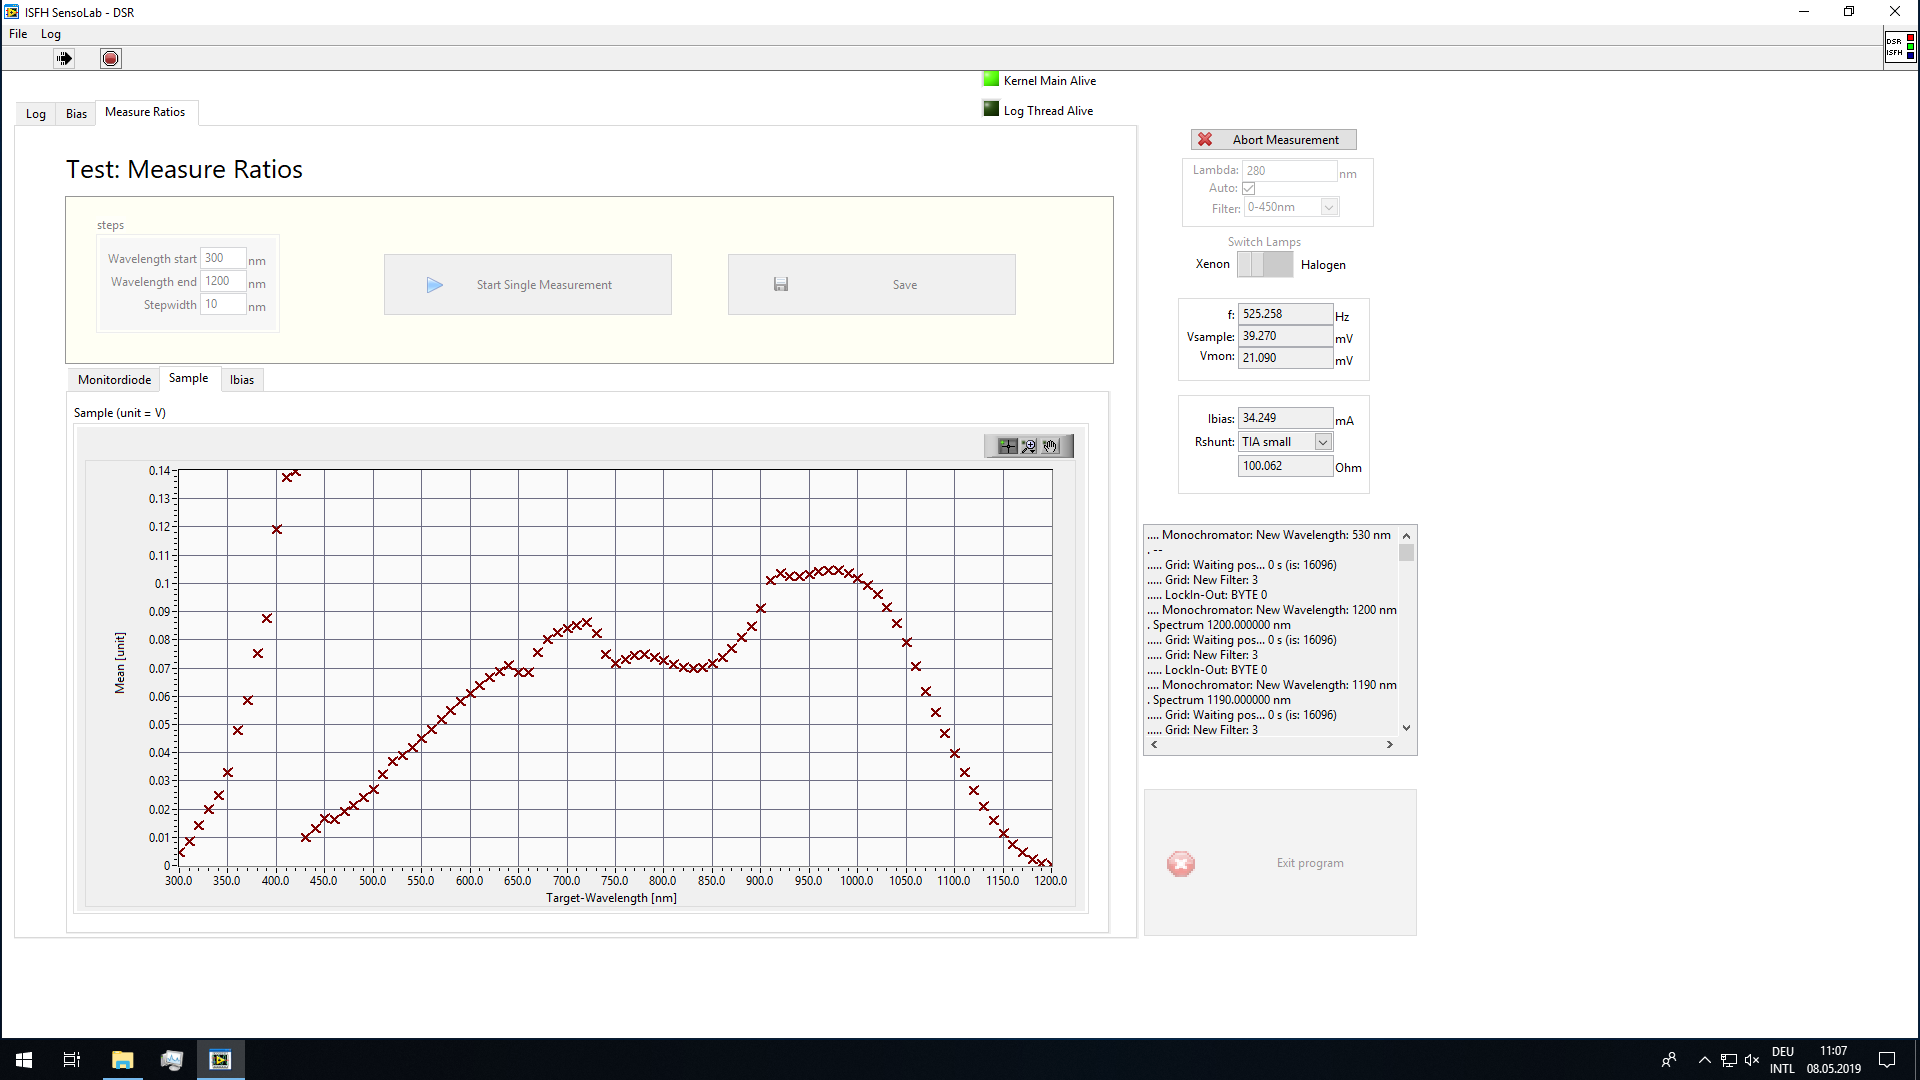 ISFH SensoLab - DSR
File Log
DSR
ISFH
Kernel Main Alive
Log Thread Alive
Log Bias Measure Ratios
Test: Measure Ratios
steps
Wavelength start 300 nm
Wavelength end 1200 nm
Stepwidth 10 nm
Start Single Measurement
Save
Monitordiode Sample Ibias
Sample (unit = V)
0.14
0.13
0.12
0.11
0.1
0.09
0.08
0.07
0.06
0.05
0.04
0.03
0.02
0.01
0
Mean [unit]
300.0 350.0 400.0 450.0 500.0 550.0 600.0 650.0 700.0 750.0 800.0 850.0 900.0 950.0 1000.0 1050.0 1100.0 1150.0 1200.0
Target-Wavelength [nm]
Abort Measurement
Lambda: 280 nm
Auto:
Filter: 0-450nm
Switch Lamps
Xenon Halogen
f: 525.258 Hz
Vsample: 39.270 mV
Vmon: 21.090 mV
Ibias: 34.249 mA
Rshunt: TIA small
100.062 Ohm
.... Monochromator: New Wavelength: 530 nm
. --
..... Grid: Waiting pos... 0 s (is: 16096)
..... Grid: New Filter: 3
..... LockIn-Out: BYTE 0
.... Monochromator: New Wavelength: 1200 nm
. Spectrum 1200.000000 nm
..... Grid: Waiting pos... 0 s (is: 16096)
..... Grid: New Filter: 3
..... LockIn-Out: BYTE 0
.... Monochromator: New Wavelength: 1190 nm
. Spectrum 1190.000000 nm
..... Grid: Waiting pos... 0 s (is: 16096)
..... Grid: New Filter: 3
Exit program
DEU
INTL
11:07
08.05.2019